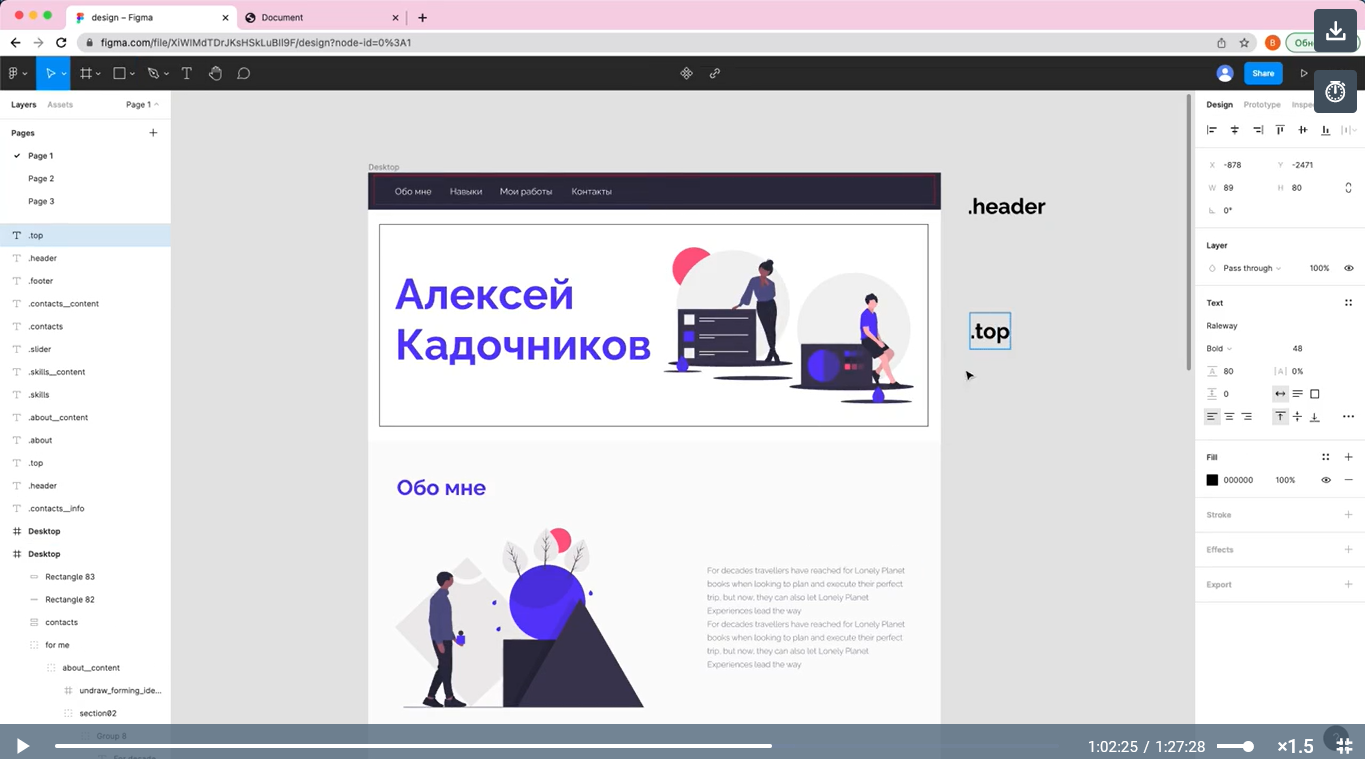 design – Figma
Document
figma.com/file/XiWIMdTDrJKsHSkLuBlI9F/design?node-id=0%3A1
В
Обн
Share
Layers
Assets
Page 1
Design
Prototype
Inspe
Pages
Page 1
Page 2
Page 3
.top
.header
.footer
.contacts__content
.contacts
.slider
.skills__content
.skills
.about__content
.about
.top
.header
.contacts__info
Desktop
Desktop
Rectangle 83
Rectangle 82
contacts
for me
about__content
undraw_forming_ide...
section02
Group 8
Desktop
Обо мне
Навыки
Мои работы
Контакты
.header
Алексей
Кадочников
.top
Обо мне
For decades travellers have reached for Lonely Planet
books when looking to plan and execute their perfect
trip, but now, they can also let Lonely Planet
Experiences lead the way
For decades travellers have reached for Lonely Planet
books when looking to plan and execute their perfect
trip, but now, they can also let Lonely Planet
Experiences lead the way
X -878 Y -2471
W 89 H 80
0°
Layer
Pass through 100%
Text
Raleway
Bold 48
80 0%
0
Fill
000000 100%
Stroke
Effects
Export
1:02:25 / 1:27:28
×1.5